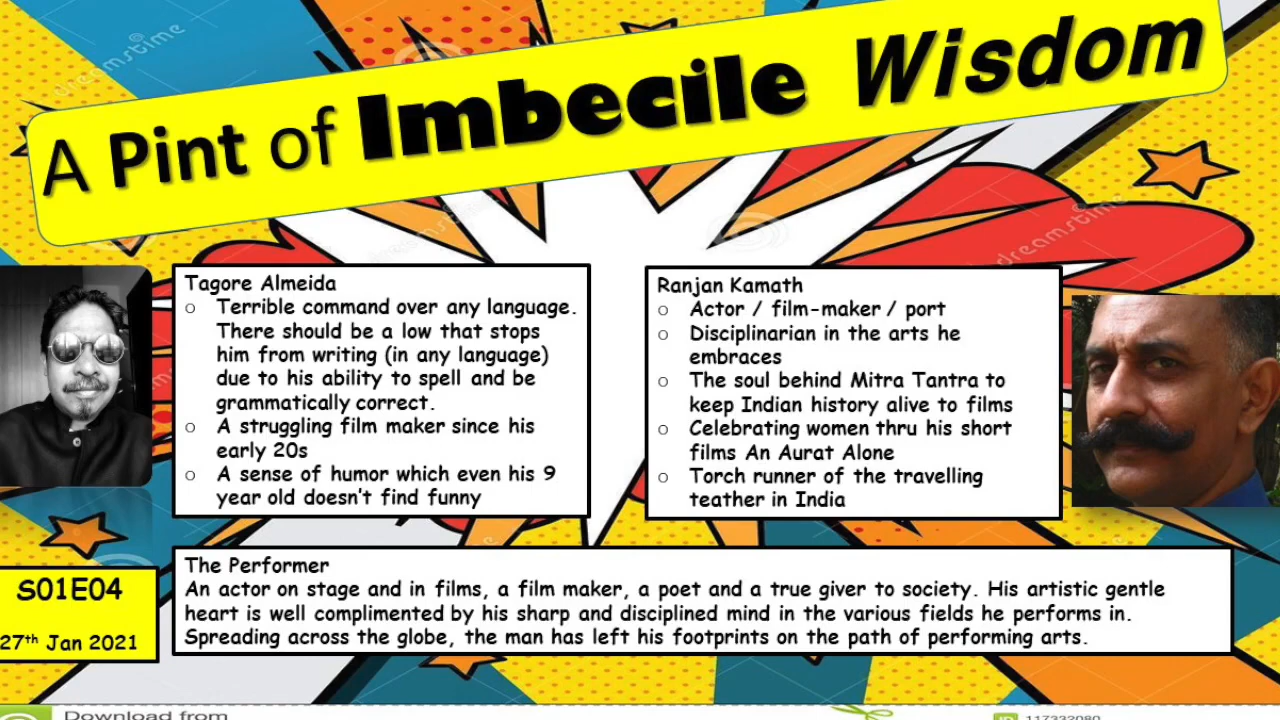 A Pint of Imbecile Wisdom
Tagore Almeida
○ Terrible command over any language.
There should be a low that stops
him from writing (in any language)
due to his ability to spell and be
grammatically correct.
○ A struggling film maker since his
early 20s
○ A sense of humor which even his 9
year old doesn't find funny
Ranjan Kamath
○ Actor / film-maker / port
○ Disciplinarian in the arts he
embraces
○ The soul behind Mitra Tantra to
keep Indian history alive to films
○ Celebrating women thru his short
films An Aurat Alone
○ Torch runner of the travelling
teather in India
S01E04
27th Jan 2021
The Performer
An actor on stage and in films, a film maker, a poet and a true giver to society. His artistic gentle
heart is well complimented by his sharp and disciplined mind in the various fields he performs in.
Spreading across the globe, the man has left his footprints on the path of performing arts.
dreamstime
dreamstime
Download from
ID 117332080